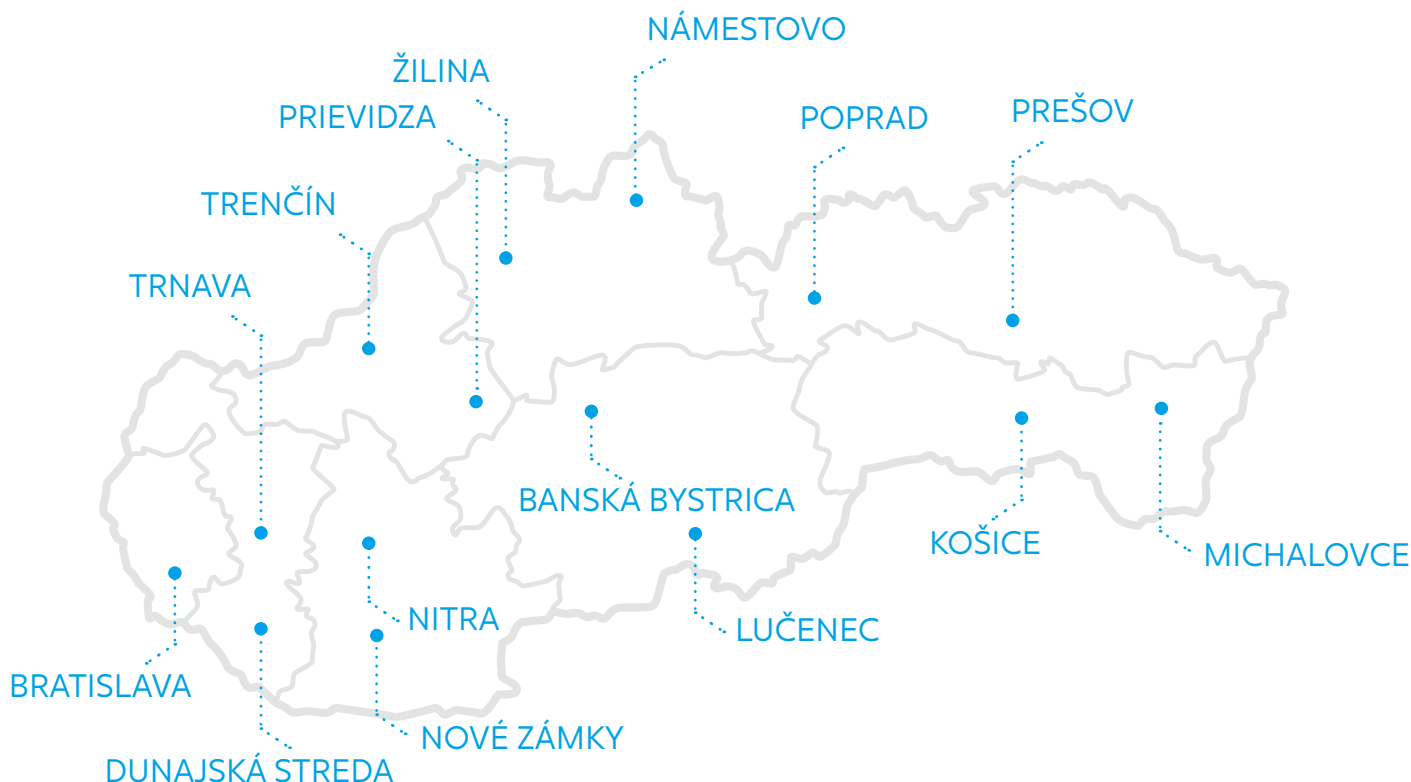 NÁMESTOVO
ŽILINA
PRIEVIDZA
POPRAD
PREŠOV
TRENČÍN
TRNAVA
BANSKÁ BYSTRICA
KOŠICE
MICHALOVCE
NITRA
LUČENEC
BRATISLAVA
NOVÉ ZÁMKY
DUNAJSKÁ STREDA